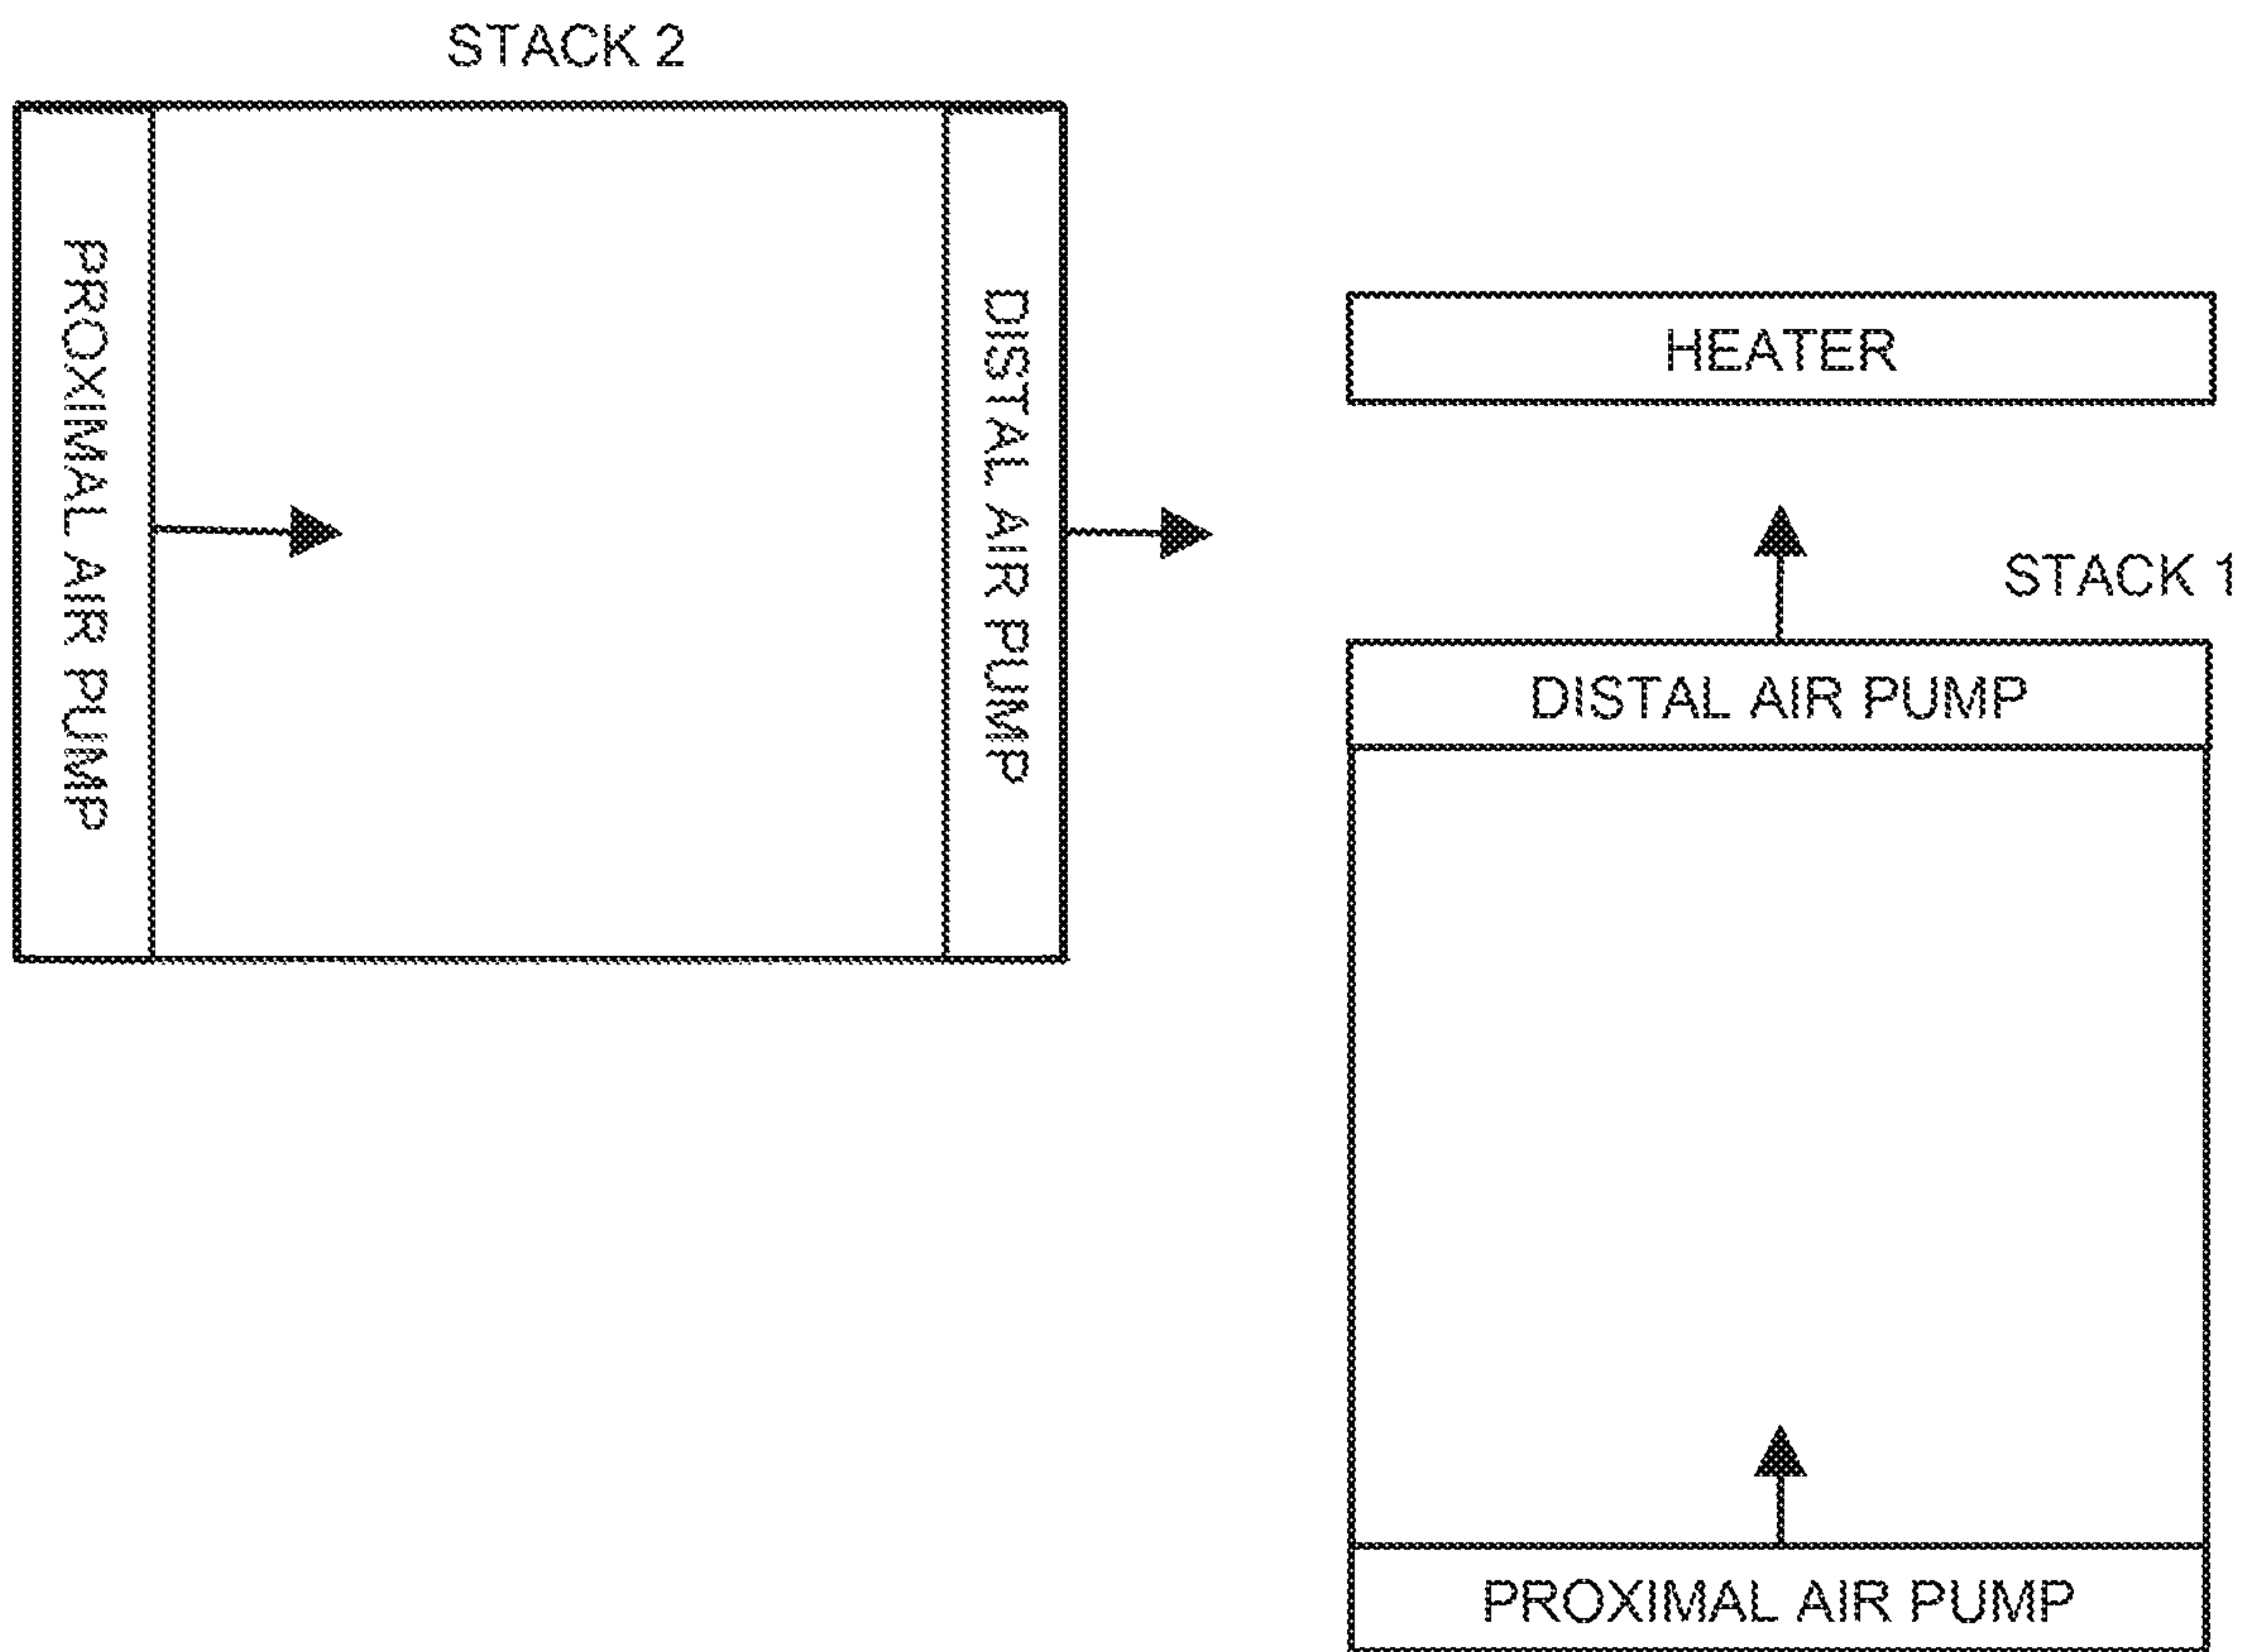 STACK 2
PROXIMAL AIR PUMP
DISTAL AIR PUMP
HEATER
STACK 1
DISTAL AIR PUMP
PROXIMAL AIR PUMP